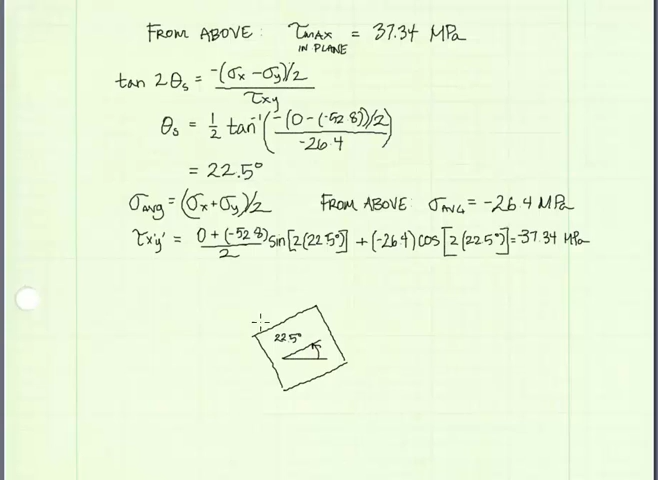 FROM ABOVE: τMAX IN PLANE = 37.34 MPa
tan 2θs = -(σx - σy)/2 / τxy
θs = 1/2 tan⁻¹(-(0-(-52.8))/2 / -26.4)
= 22.5°
σavg = (σx+σy)/2 FROM ABOVE: σAVG = -26.4 MPa
τx'y' = 0+(-52.8)/2 sin[2(22.5°)] + (-26.4)cos[2(22.5°)] = -37.34 MPa
22.5°